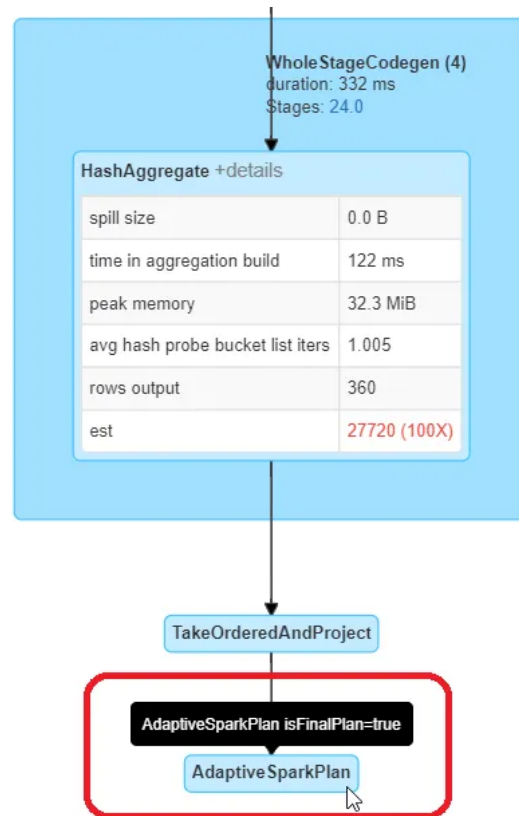 WholeStageCodegen (4)
duration: 332 ms
Stages: 24.0
HashAggregate +details
spill size 0.0 B
time in aggregation build 122 ms
peak memory 32.3 MiB
avg hash probe bucket list iters 1.005
rows output 360
est 27720 (100X)
TakeOrderedAndProject
AdaptiveSparkPlan isFinalPlan=true
AdaptiveSparkPlan